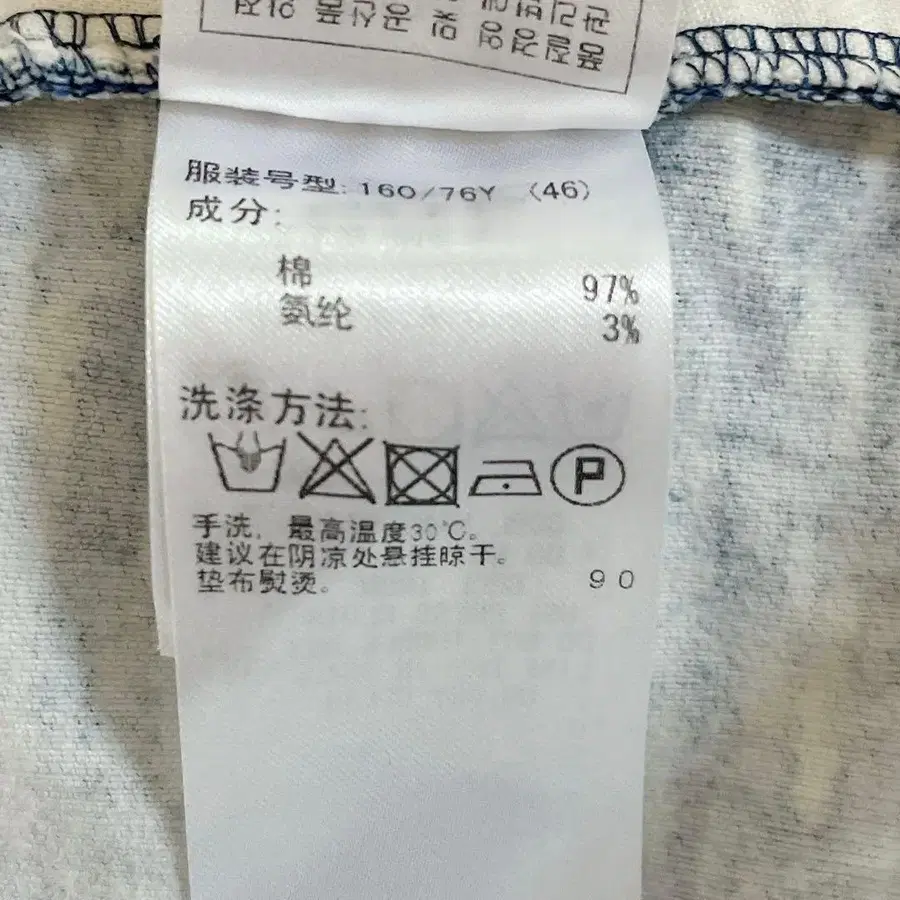 服装号型: 160/76Y (46)
成分:
棉 97%
氨纶 3%
洗涤方法:
P
手洗，最高温度30℃。
建议在阴凉处悬挂晾干。
垫布熨烫。 90